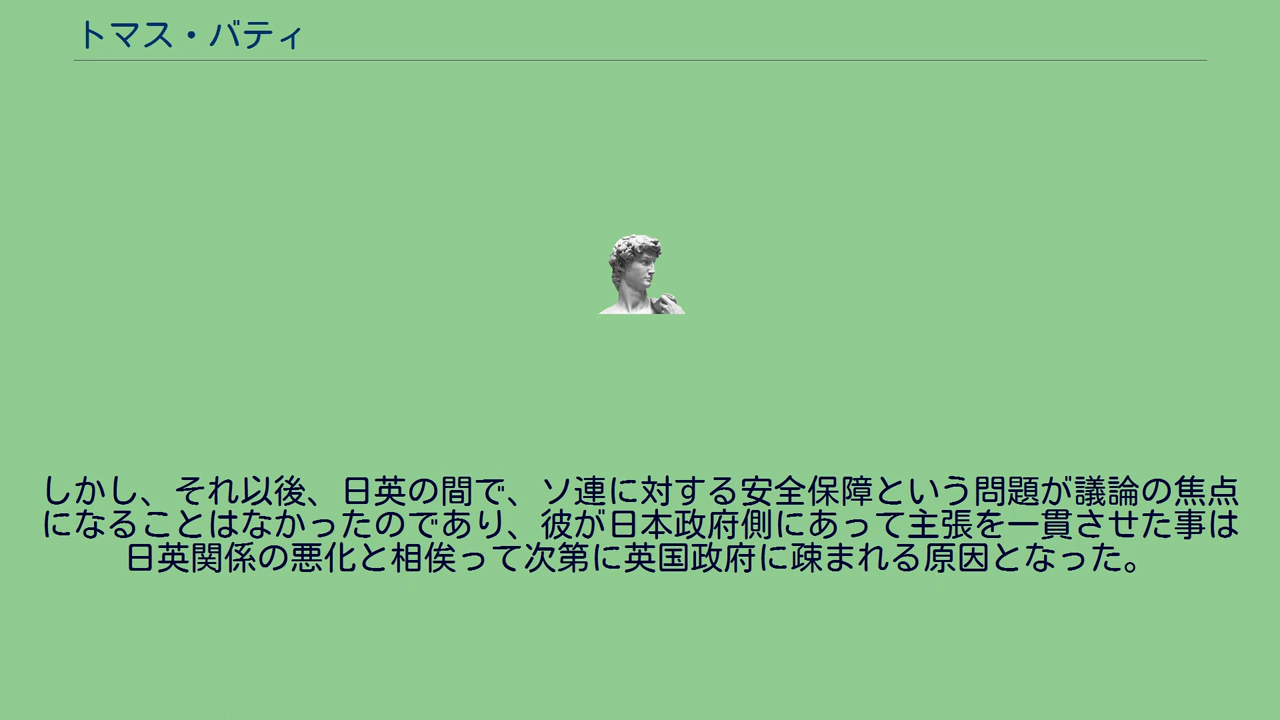 トマス・バティ
しかし、それ以後、日英の間で、ソ連に対する安全保障という問題が議論の焦点
になることはなかったのであり、彼が日本政府側にあって主張を一貫させた事は
日英関係の悪化と相俟って次第に英国政府に疎まれる原因となった。